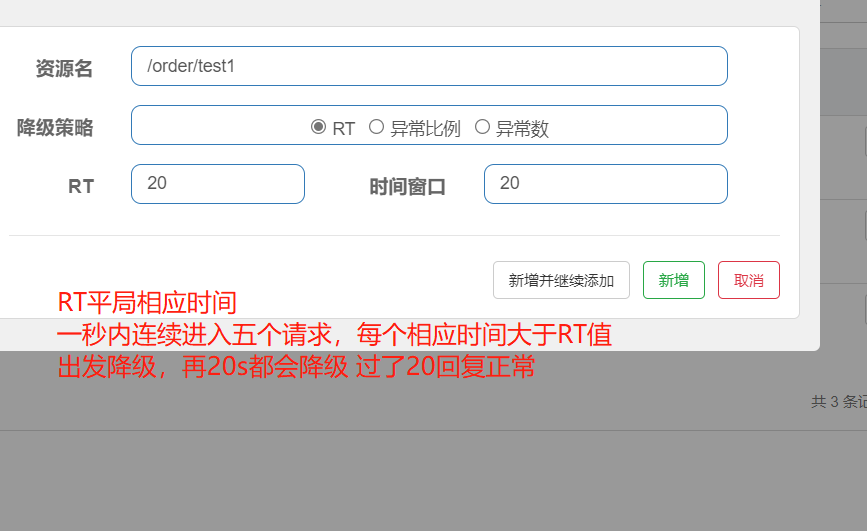 资源名 /order/test1
降级策略 RT 异常比例 异常数
RT 20 时间窗口 20
新增并继续添加 新增 取消
RT平局相应时间
一秒内连续进入五个请求，每个相应时间大于RT值
出发降级，再20s都会降级 过了20回复正常
共 3 条记